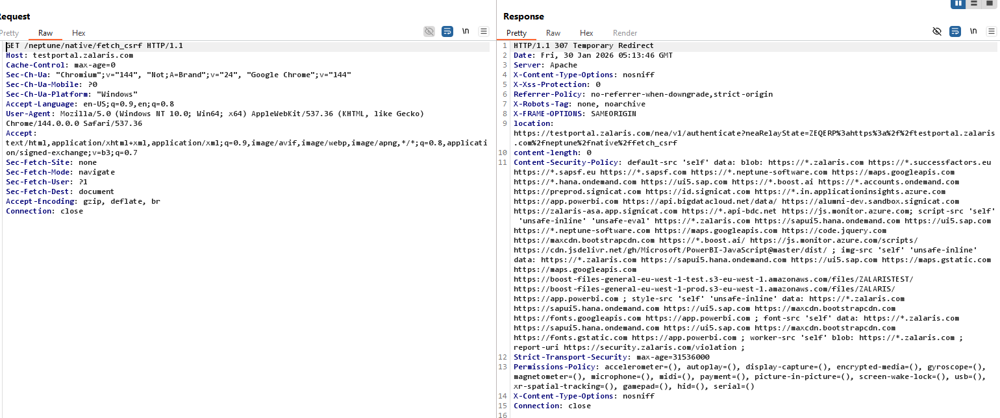 Request
Pretty Raw Hex
\n
GET /neptune/native/fetch_csrf HTTP/1.1
Host: testportal.zalaris.com
Cache-Control: max-age=0
Sec-Ch-Ua: "Chromium";v="144", "Not;A=Brand";v="24", "Google Chrome";v="144"
Sec-Ch-Ua-Mobile: ?0
Sec-Ch-Ua-Platform: "Windows"
Accept-Language: en-US;q=0.9,en;q=0.8
User-Agent: Mozilla/5.0 (Windows NT 10.0; Win64; x64) AppleWebKit/537.36 (KHTML, like Gecko)
Chrome/144.0.0.0 Safari/537.36
Accept:
text/html,application/xhtml+xml,application/xml;q=0.9,image/avif,image/webp,image/apng,*/*;q=0.8,applicati
on/signed-exchange;v=b3;q=0.7
Sec-Fetch-Site: none
Sec-Fetch-Mode: navigate
Sec-Fetch-User: ?1
Sec-Fetch-Dest: document
Accept-Encoding: gzip, deflate, br
Connection: close
Response
Pretty Raw Hex Render
\n
1 HTTP/1.1 307 Temporary Redirect
2 Date: Fri, 30 Jan 2026 05:13:46 GMT
3 Server: Apache
4 X-Content-Type-Options: nosniff
5 X-Xss-Protection: 0
6 Referrer-Policy: no-referrer-when-downgrade,strict-origin
7 X-Robots-Tag: none, noarchive
8 X-FRAME-OPTIONS: SAMEORIGIN
9 location:
https://testportal.zalaris.com/nea/v1/authenticate?neaRelayState=ZEQERP%3ahttps%3a%2f%2ftestportal.zalaris
.com%2fneptune%2fnative%2ffetch_csrf
10 content-length: 0
11 Content-Security-Policy: default-src 'self' data: blob: https://*.zalaris.com https://*.successfactors.eu
https://*.sapsf.eu https://*.sapsf.com https://*.neptune-software.com https://maps.googleapis.com
https://*.hana.ondemand.com https://ui5.sap.com https://*.boost.ai https://*.accounts.ondemand.com
https://preprod.signicat.com https://id.signicat.com https://*.in.applicationinsights.azure.com
https://app.powerbi.com https://api.bigdatacloud.net/data/ https://alumni-dev.sandbox.signicat.com
https://zalaris-asa.app.signicat.com https://*.api-bdc.net https://js.monitor.azure.com; script-src 'self'
'unsafe-inline' 'unsafe-eval' https://*.zalaris.com https://sapui5.hana.ondemand.com https://ui5.sap.com
https://*.neptune-software.com https://maps.googleapis.com https://code.jquery.com
https://maxcdn.bootstrapcdn.com https://*.boost.ai/ https://js.monitor.azure.com/scripts/
https://cdn.jsdelivr.net/gh/Microsoft/PowerBI-JavaScript@master/dist/ ; img-src 'self' 'unsafe-inline'
data: https://*.zalaris.com https://sapui5.hana.ondemand.com https://ui5.sap.com https://maps.gstatic.com
https://maps.googleapis.com
https://boost-files-general-eu-west-1-test.s3-eu-west-1.amazonaws.com/files/ZALARISTEST/
https://boost-files-general-eu-west-1-prod.s3-eu-west-1.amazonaws.com/files/ZALARIS/
https://app.powerbi.com ; style-src 'self' 'unsafe-inline' data: https://*.zalaris.com
https://sapui5.hana.ondemand.com https://ui5.sap.com https://maxcdn.bootstrapcdn.com
https://fonts.googleapis.com https://app.powerbi.com ; font-src 'self' data: https://*.zalaris.com
https://sapui5.hana.ondemand.com https://ui5.sap.com https://maxcdn.bootstrapcdn.com
https://fonts.gstatic.com https://app.powerbi.com ; worker-src 'self' blob: https://*.zalaris.com ;
report-uri https://security.zalaris.com/violation ;
12 Strict-Transport-Security: max-age=31536000
13 Permissions-Policy: accelerometer=(), autoplay=(), display-capture=(), encrypted-media=(), gyroscope=(),
magnetometer=(), microphone=(), midi=(), payment=(), picture-in-picture=(), screen-wake-lock=(), usb=(),
xr-spatial-tracking=(), gamepad=(), hid=(), serial=()
14 X-Content-Type-Options: nosniff
15 Connection: close
16